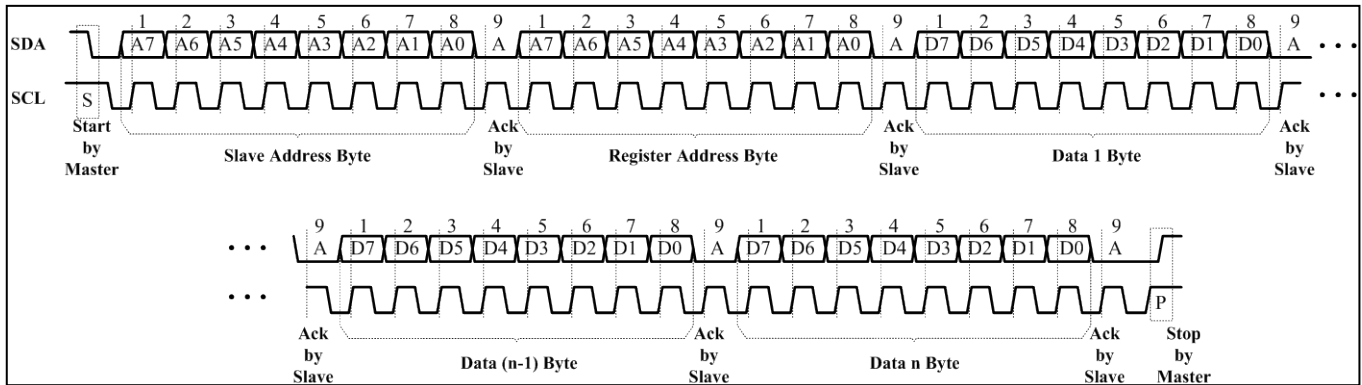 1 2 3 4 5 6 7 8 9 1 2 3 4 5 6 7 8 9 1 2 3 4 5 6 7 8 9
SDA A7 A6 A5 A4 A3 A2 A1 A0 A A7 A6 A5 A4 A3 A2 A1 A0 A D7 D6 D5 D4 D3 D2 D1 D0 A • • •
SCL S • • •
Start by Master
Slave Address Byte
Ack by Slave
Register Address Byte
Ack by Slave
Data 1 Byte
Ack by Slave
9 1 2 3 4 5 6 7 8 9 1 2 3 4 5 6 7 8 9
• • • A D7 D6 D5 D4 D3 D2 D1 D0 A D7 D6 D5 D4 D3 D2 D1 D0 A
• • • P
Ack by Slave
Data (n-1) Byte
Ack by Slave
Data n Byte
Ack by Slave
Stop by Master